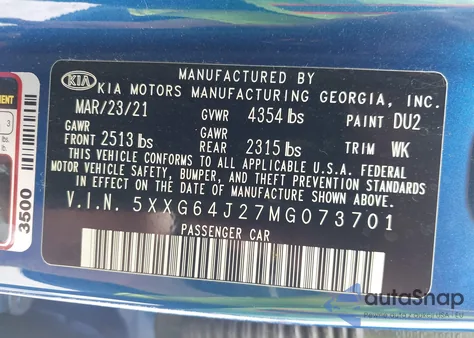 MANUFACTURED BY
KIA KIA MOTORS MANUFACTURING GEORGIA, INC.
MAR/23/21 GVWR 4354 lbs PAINT DU2
GAWR GAWR
FRONT 2513 lbs REAR 2315 lbs TRIM WK
THIS VEHICLE CONFORMS TO ALL APPLICABLE U.S.A. FEDERAL
MOTOR VEHICLE SAFETY, BUMPER, AND THEFT PREVENTION
STANDARDS IN EFFECT ON THE DATE OF MANUFACTURE SHOWN ABOVE.
V.I.N. 5XXG64J27MG073701
PASSENGER CAR
3500
autoSnap